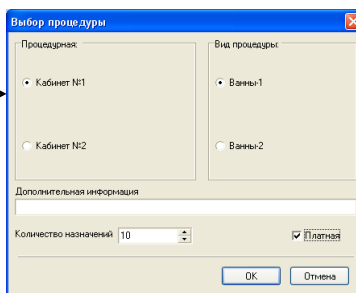 Выбор процедуры
Процедурная:
Вид процедуры:
Кабинет №1
Ванны-1
Кабинет №2
Ванны-2
Дополнительная информация
Количество назначений 10
Платная
OK
Отмена